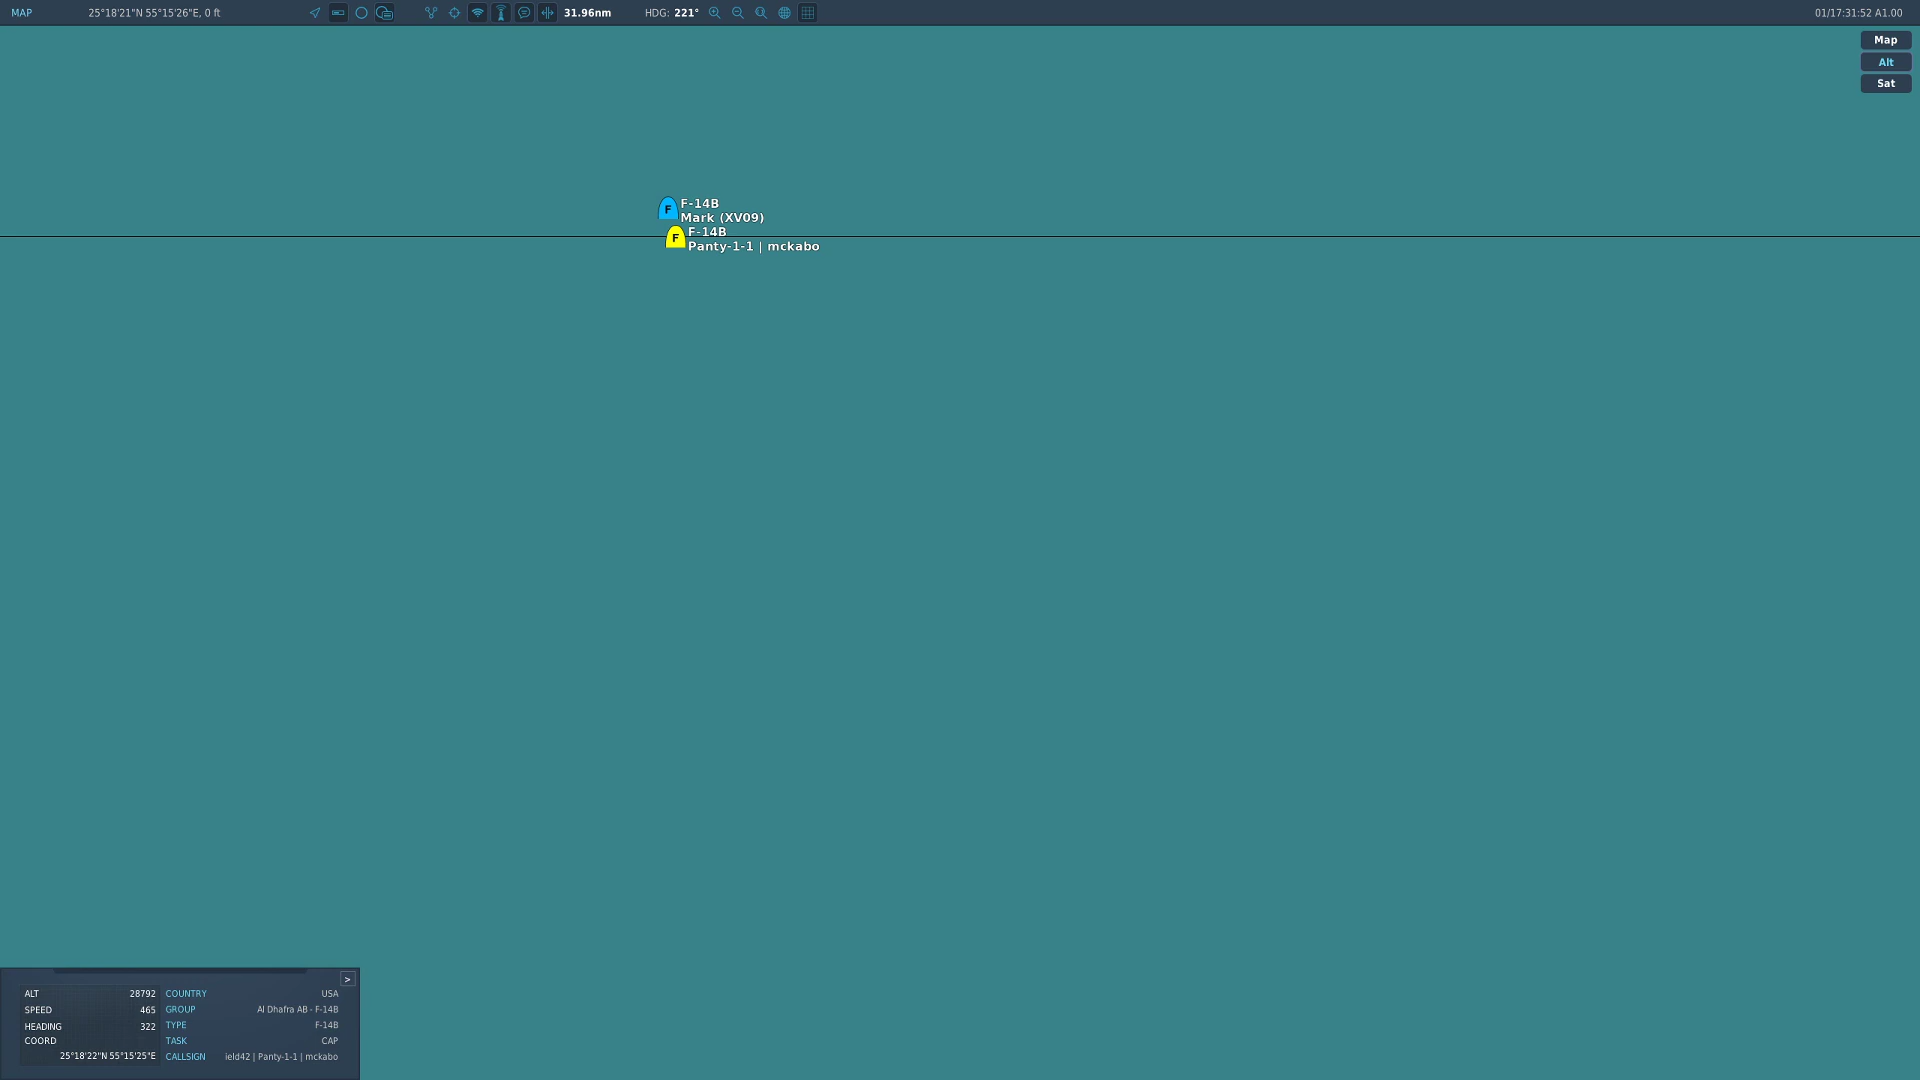 MAP 25°18'21"N 55°15'26"E, 0 ft 31.96nm HDG: 221° 01/17:31:52 A1.00
Map
Alt
Sat
F F-14B
Mark (XV09)
F F-14B
Panty-1-1 | mckabo
>
ALT 28792 COUNTRY USA
SPEED 465 GROUP Al Dhafra AB - F-14B
HEADING 322 TYPE F-14B
COORD TASK CAP
25°18'22"N 55°15'25"E CALLSIGN ield42 | Panty-1-1 | mckabo